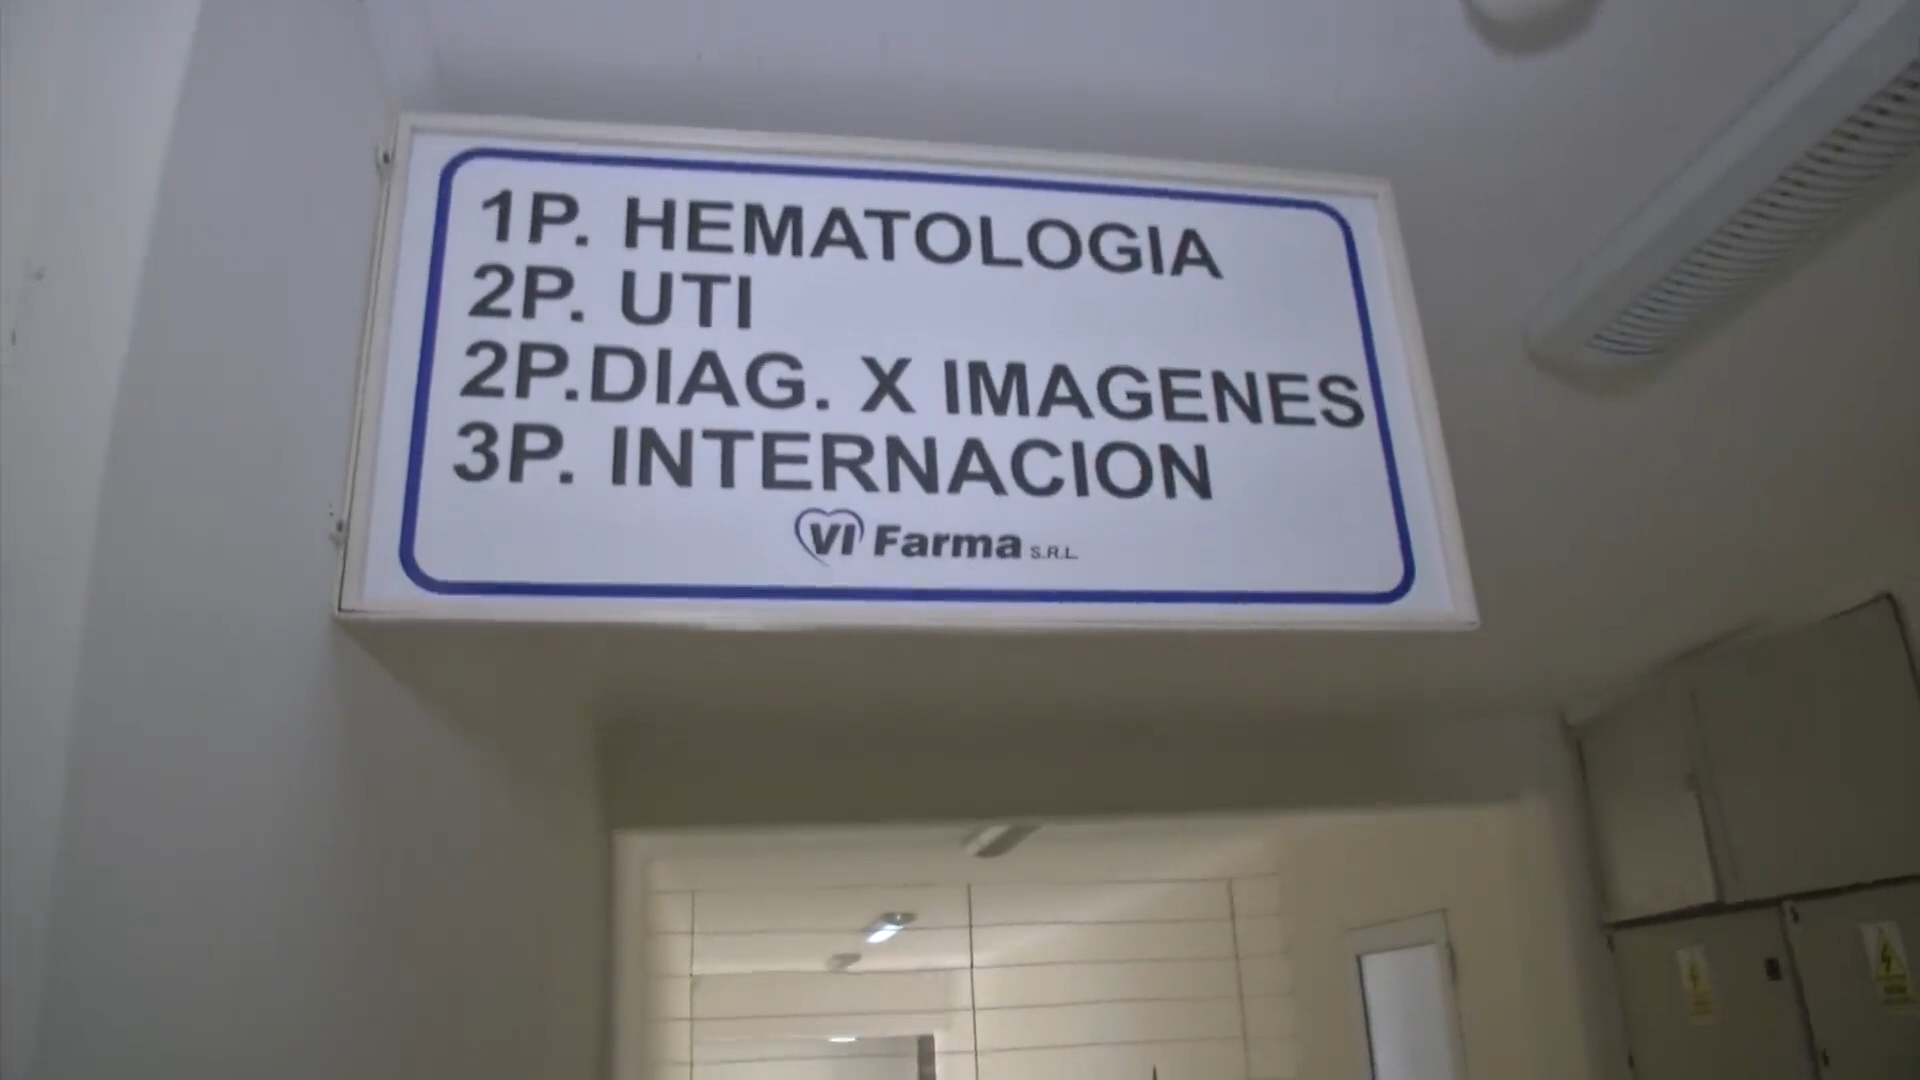 1P. HEMATOLOGIA
2P. UTI
2P.DIAG. X IMAGENES
3P. INTERNACION
VI Farma S.R.L.